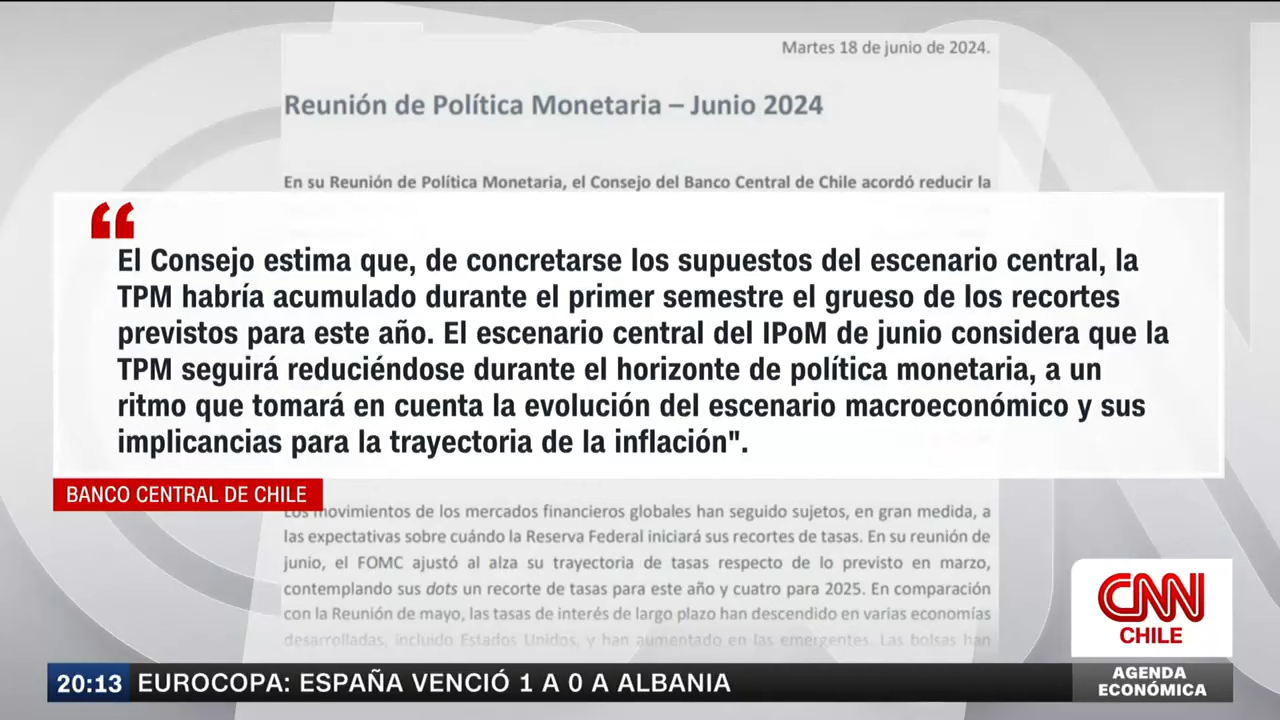 Martes 18 de junio de 2024.
Reunión de Política Monetaria – Junio 2024
En su Reunión de Política Monetaria, el Consejo del Banco Central de Chile acordó reducir la
“
El Consejo estima que, de concretarse los supuestos del escenario central, la
TPM habría acumulado durante el primer semestre el grueso de los recortes
previstos para este año. El escenario central del IPoM de junio considera que la
TPM seguirá reduciéndose durante el horizonte de política monetaria, a un
ritmo que tomará en cuenta la evolución del escenario macroeconómico y sus
implicancias para la trayectoria de la inflación".
BANCO CENTRAL DE CHILE
Los movimientos de los mercados financieros globales han seguido sujetos, en gran medida, a
las expectativas sobre cuándo la Reserva Federal iniciará sus recortes de tasas. En su reunión de
junio, el FOMC ajustó al alza su trayectoria de tasas respecto de lo previsto en marzo,
contemplando sus dots un recorte de tasas para este año y cuatro para 2025. En comparación
con la Reunión de mayo, las tasas de interés de largo plazo han descendido en varias economías
desarrolladas, incluido Estados Unidos, y han aumentado en las emergentes. Las bolsas han
CNN
CHILE
AGENDA
ECONÓMICA
20:13 EUROCOPA: ESPAÑA VENCIÓ 1 A 0 A ALBANIA